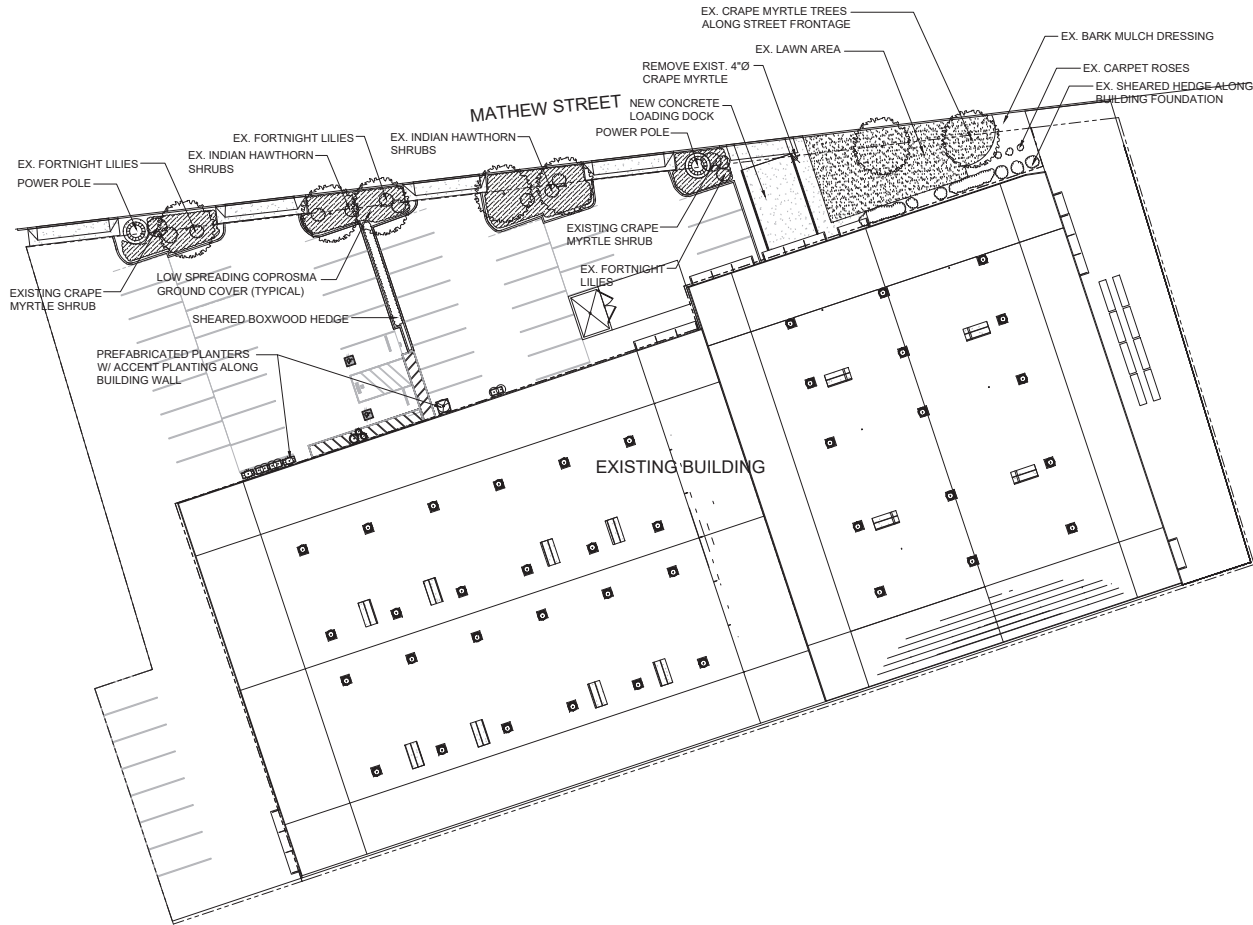 EX. CRAPE MYRTLE TREES
ALONG STREET FRONTAGE
EX. BARK MULCH DRESSING
EX. LAWN AREA
REMOVE EXIST. 4"Ø
CRAPE MYRTLE
EX. CARPET ROSES
EX. SHEARED HEDGE ALONG
BUILDING FOUNDATION
MATHEW STREET
NEW CONCRETE
LOADING DOCK
POWER POLE
EX. FORTNIGHT LILIES
EX. INDIAN HAWTHORN
SHRUBS
EX. INDIAN HAWTHORN
SHRUBS
EX. FORTNIGHT LILIES
POWER POLE
EXISTING CRAPE
MYRTLE SHRUB
EX. FORTNIGHT
LILIES
LOW SPREADING COPROSMA
GROUND COVER (TYPICAL)
EXISTING CRAPE
MYRTLE SHRUB
SHEARED BOXWOOD HEDGE
PREFABRICATED PLANTERS
W/ ACCENT PLANTING ALONG
BUILDING WALL
EXISTING BUILDING